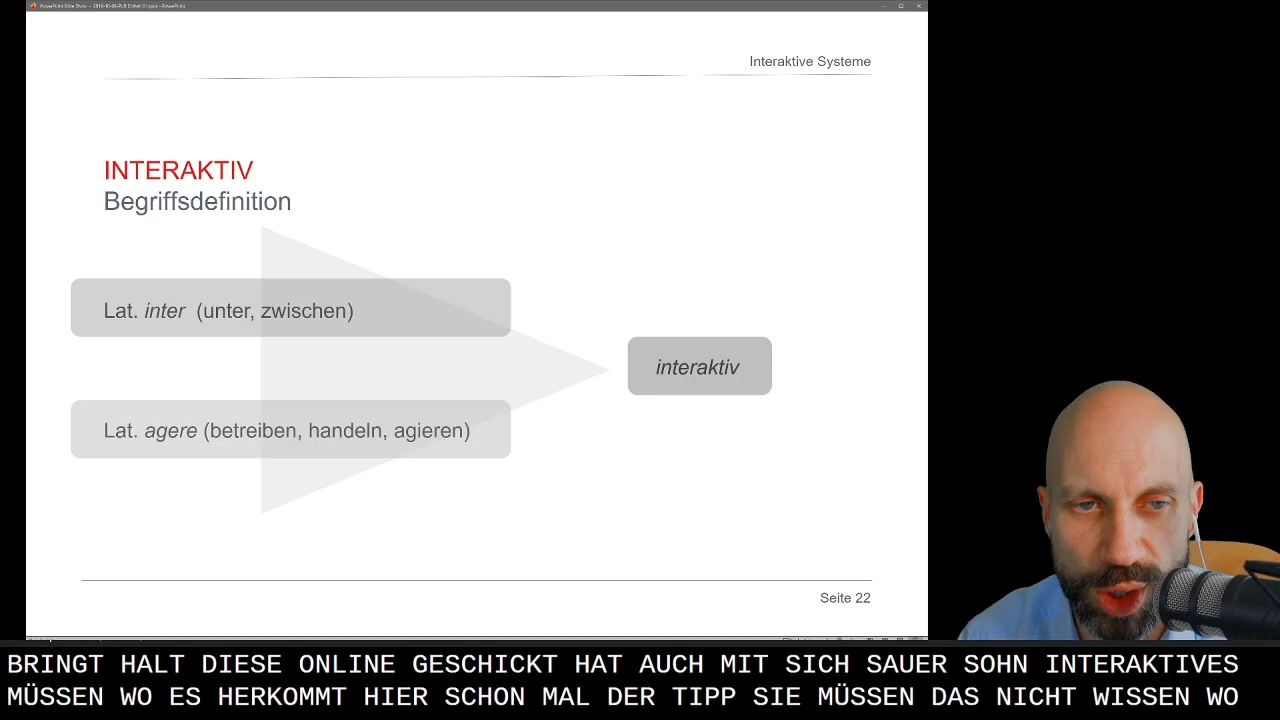 Interaktive Systeme
INTERAKTIV
Begriffsdefinition
Lat. inter (unter, zwischen)
interaktiv
Lat. agere (betreiben, handeln, agieren)
Seite 22
BRINGT HALT DIESE ONLINE GESCHICKT HAT AUCH MIT SICH SAUER SOHN INTERAKTIVES
MÜSSEN WO ES HERKOMMT HIER SCHON MAL DER TIPP SIE MÜSSEN DAS NICHT WISSEN WO